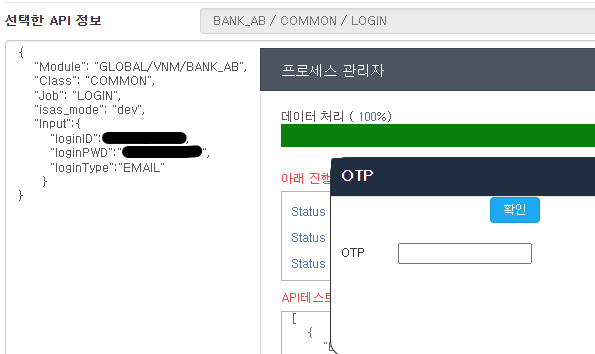 선택한 API 정보
BANK_AB / COMMON / LOGIN
{
"Module": "GLOBAL/VNM/BANK_AB",
"Class": "COMMON",
"Job": "LOGIN",
"isas_mode": "dev",
"Input":{
"loginID":
"loginPWD":" ",
"loginType":"EMAIL"
}
}
프로세스 관리자
데이터 처리 ( 100%)
아래 진행
Status
Status
Status
API테스트
[
{
OTP
확인
OTP